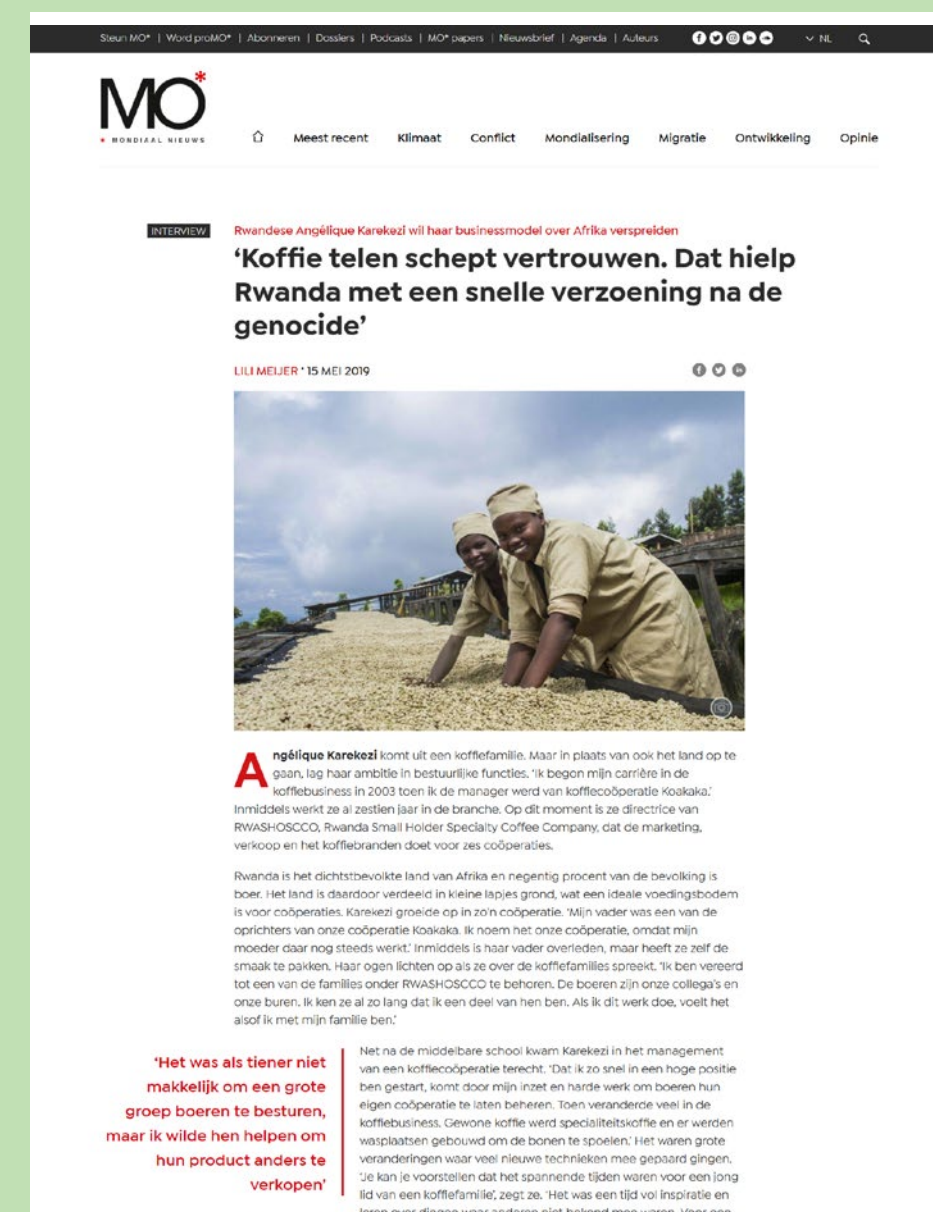 Steun MO* | Word proMO* | Abonneren | Dossiers | Podcasts | MO* papers | Nieuwsbrief | Agenda | Auteurs
NL
MO*
* MONDIAAL NIEUWS
Meest recent Klimaat Conflict Mondialisering Migratie Ontwikkeling Opinie
INTERVIEW
Rwandese Angélique Karekezi wil haar businessmodel over Afrika verspreiden
‘Koffie telen schept vertrouwen. Dat hielp
Rwanda met een snelle verzoening na de
genocide’
LILI MEIJER • 15 MEI 2019
Angélique Karekezi komt uit een koffiefamilie. Maar in plaats van ook het land op te
gaan, lag haar ambitie in bestuurlijke functies. ‘Ik begon mijn carrière in de
koffiebusiness in 2003 toen ik de manager werd van koffiecoöperatie Koakaka.’
Inmiddels werkt ze al zestien jaar in de branche. Op dit moment is ze directrice van
RWASHOSCCO, Rwanda Small Holder Specialty Coffee Company, dat de marketing,
verkoop en het koffiebranden doet voor zes coöperaties.
Rwanda is het dichtstbevolkte land van Afrika en negentig procent van de bevolking is
boer. Het land is daardoor verdeeld in kleine lapjes grond, wat een ideale voedingsbodem
is voor coöperaties. Karekezi groeide op in zo’n coöperatie. ‘Mijn vader was een van de
oprichters van onze coöperatie Koakaka. Ik noem het onze coöperatie, omdat mijn
moeder daar nog steeds werkt.’ Inmiddels is haar vader overleden, maar heeft ze zelf de
smaak te pakken. Haar ogen lichten op als ze over de koffiefamilies spreekt. ‘Ik ben vereerd
tot een van de families onder RWASHOSCCO te behoren. De boeren zijn onze collega’s en
onze buren. Ik ken ze al zo lang dat ik een deel van hen ben. Als ik dit werk doe, voelt het
alsof ik met mijn familie ben.’
‘Het was als tiener niet
makkelijk om een grote
groep boeren te besturen,
maar ik wilde hen helpen om
hun product anders te
verkopen’
Net na de middelbare school kwam Karekezi in het management
van een koffiecoöperatie terecht. ‘Dat ik zo snel in een hoge positie
ben gestart, komt door mijn inzet en harde werk om boeren hun
eigen coöperatie te laten beheren. Toen veranderde veel in de
koffiebusiness. Gewone koffie werd specialiteitskoffie en er werden
wasplaatsen gebouwd om de bonen te spoelen.’ Het waren grote
veranderingen waar veel nieuwe technieken mee gepaard gingen.
‘Je kan je voorstellen dat het spannende tijden waren voor een jong
lid van een koffiefamilie’, zegt ze. ‘Het was een tijd vol inspiratie en
leren over dingen waar anderen niet bekend mee waren. Voor een